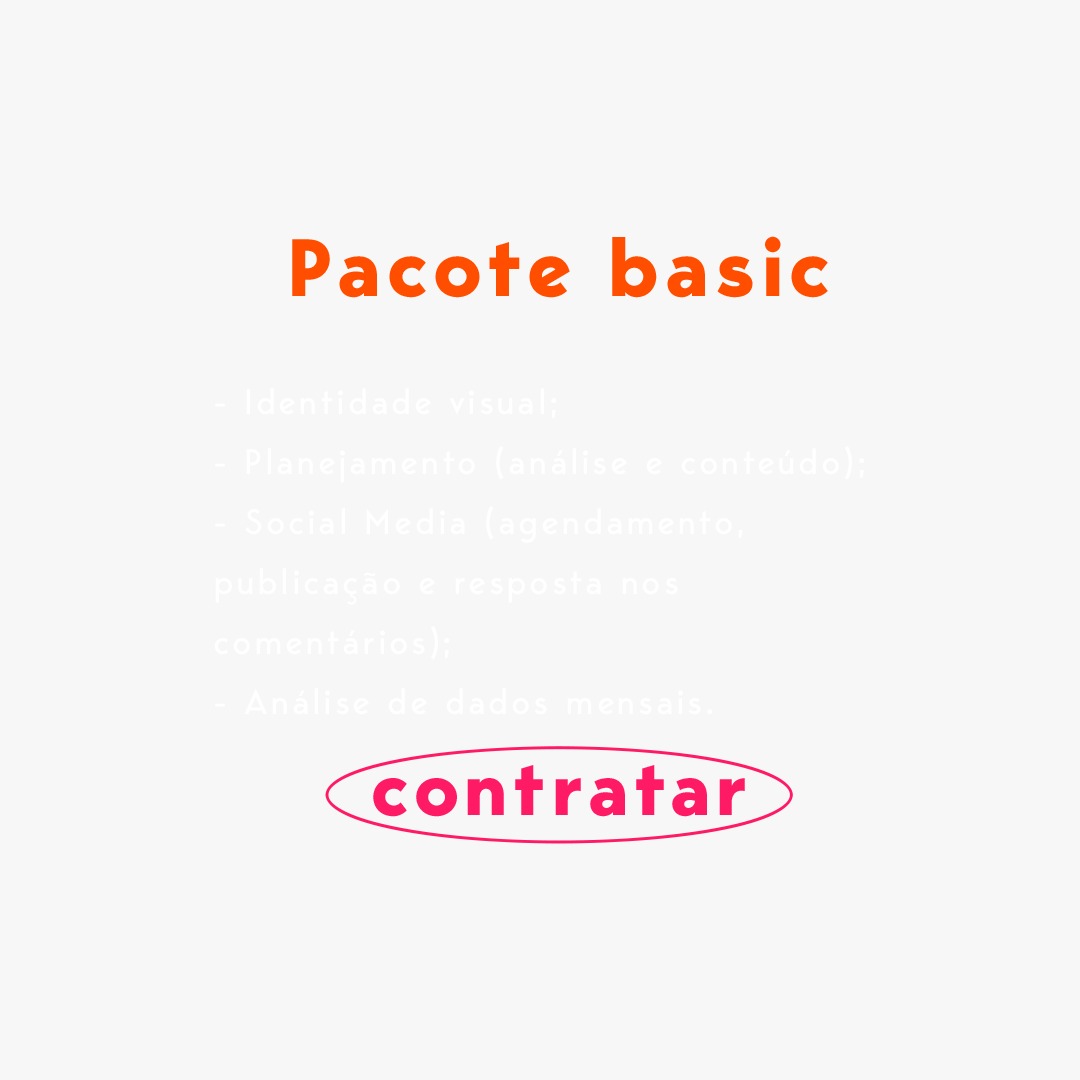 Pacote basic
- Identidade visual;
- Planejamento (análise e conteúdo);
- Social Media (agendamento,
publicação e resposta nos
comentários);
- Análise de dados mensais.
contratar